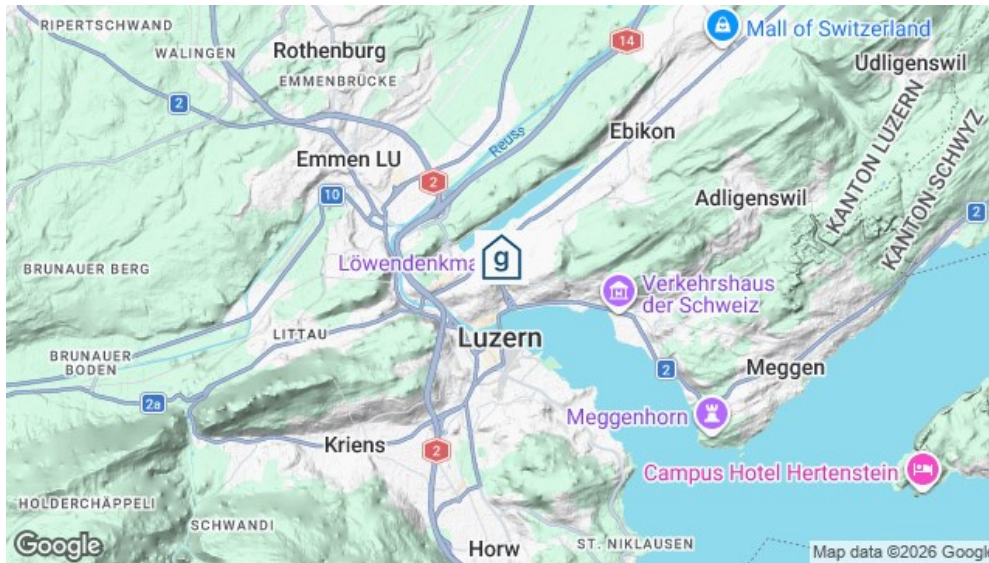 RIPERTSCHWAND
WALINGEN
Rothenburg
14
Mall of Switzerland
EMMENBRÜCKE
Udligenswil
2
Reuss
Ebikon
KANTON LUZERN
KANTON SCHWYZ
Emmen LU
2
10
Adligenswil
2
Löwendenkma
g
BRUNAUER BERG
Verkehrshaus
der Schweiz
LITTAU
Luzern
BRUNAUER
BODEN
2
Meggen
2a
Meggenhorn
Kriens
2
Campus Hotel Hertenstein
HOLDERCHÄPPELI
SCHWANDI
Horw
ST. NIKLAUSEN
Google
Map data ©2026 Google